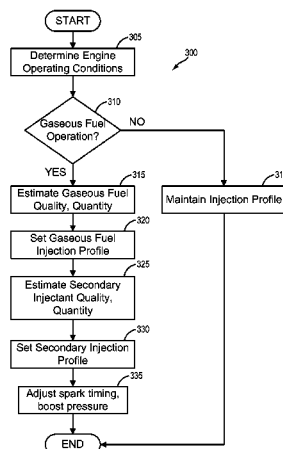 START
305
Determine Engine
Operating Conditions
300
310
Gaseous Fuel
Operation?
NO
YES
315
Estimate Gaseous Fuel
Quality, Quantity
Maintain Injection Profile
320
Set Gaseous Fuel
Injection Profile
325
Estimate Secondary
Injectant Quality,
Quantity
330
Set Secondary Injection
Profile
335
Adjust spark timing,
boost pressure
END